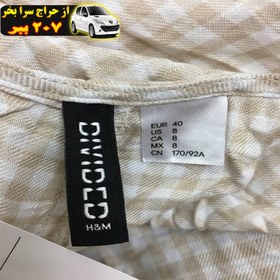 از حراج سرا بخر
۲۰۷ ببر
DIVIDED
H&M
EUR 40
US 8
CA 8
MX 8
CN 170/92A